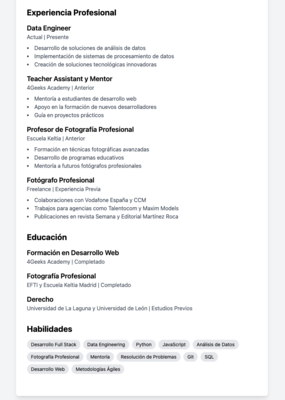 Experiencia Profesional
Data Engineer
Actual | Presente
• Desarrollo de soluciones de análisis de datos
• Implementación de sistemas de procesamiento de datos
• Creación de soluciones tecnológicas innovadoras
Teacher Assistant y Mentor
4Geeks Academy | Anterior
• Mentoría a estudiantes de desarrollo web
• Apoyo en la formación de nuevos desarrolladores
• Guía en proyectos prácticos
Profesor de Fotografía Profesional
Escuela Keltia | Anterior
• Formación en técnicas fotográficas avanzadas
• Desarrollo de programas educativos
• Mentoría a futuros fotógrafos profesionales
Fotógrafo Profesional
Freelance | Experiencia Previa
• Colaboraciones con Vodafone España y CCM
• Trabajos para agencias como Talentocom y Maxim Models
• Publicaciones en revista Semana y Editorial Martínez Roca
Educación
Formación en Desarrollo Web
4Geeks Academy | Completado
Fotografía Profesional
EFTI y Escuela Keltia Madrid | Completado
Derecho
Universidad de La Laguna y Universidad de León | Estudios Previos
Habilidades
Desarrollo Full Stack Data Engineering Python JavaScript Análisis de Datos
Fotografía Profesional Mentoría Resolución de Problemas Git SQL
Desarrollo Web Metodologías Ágiles